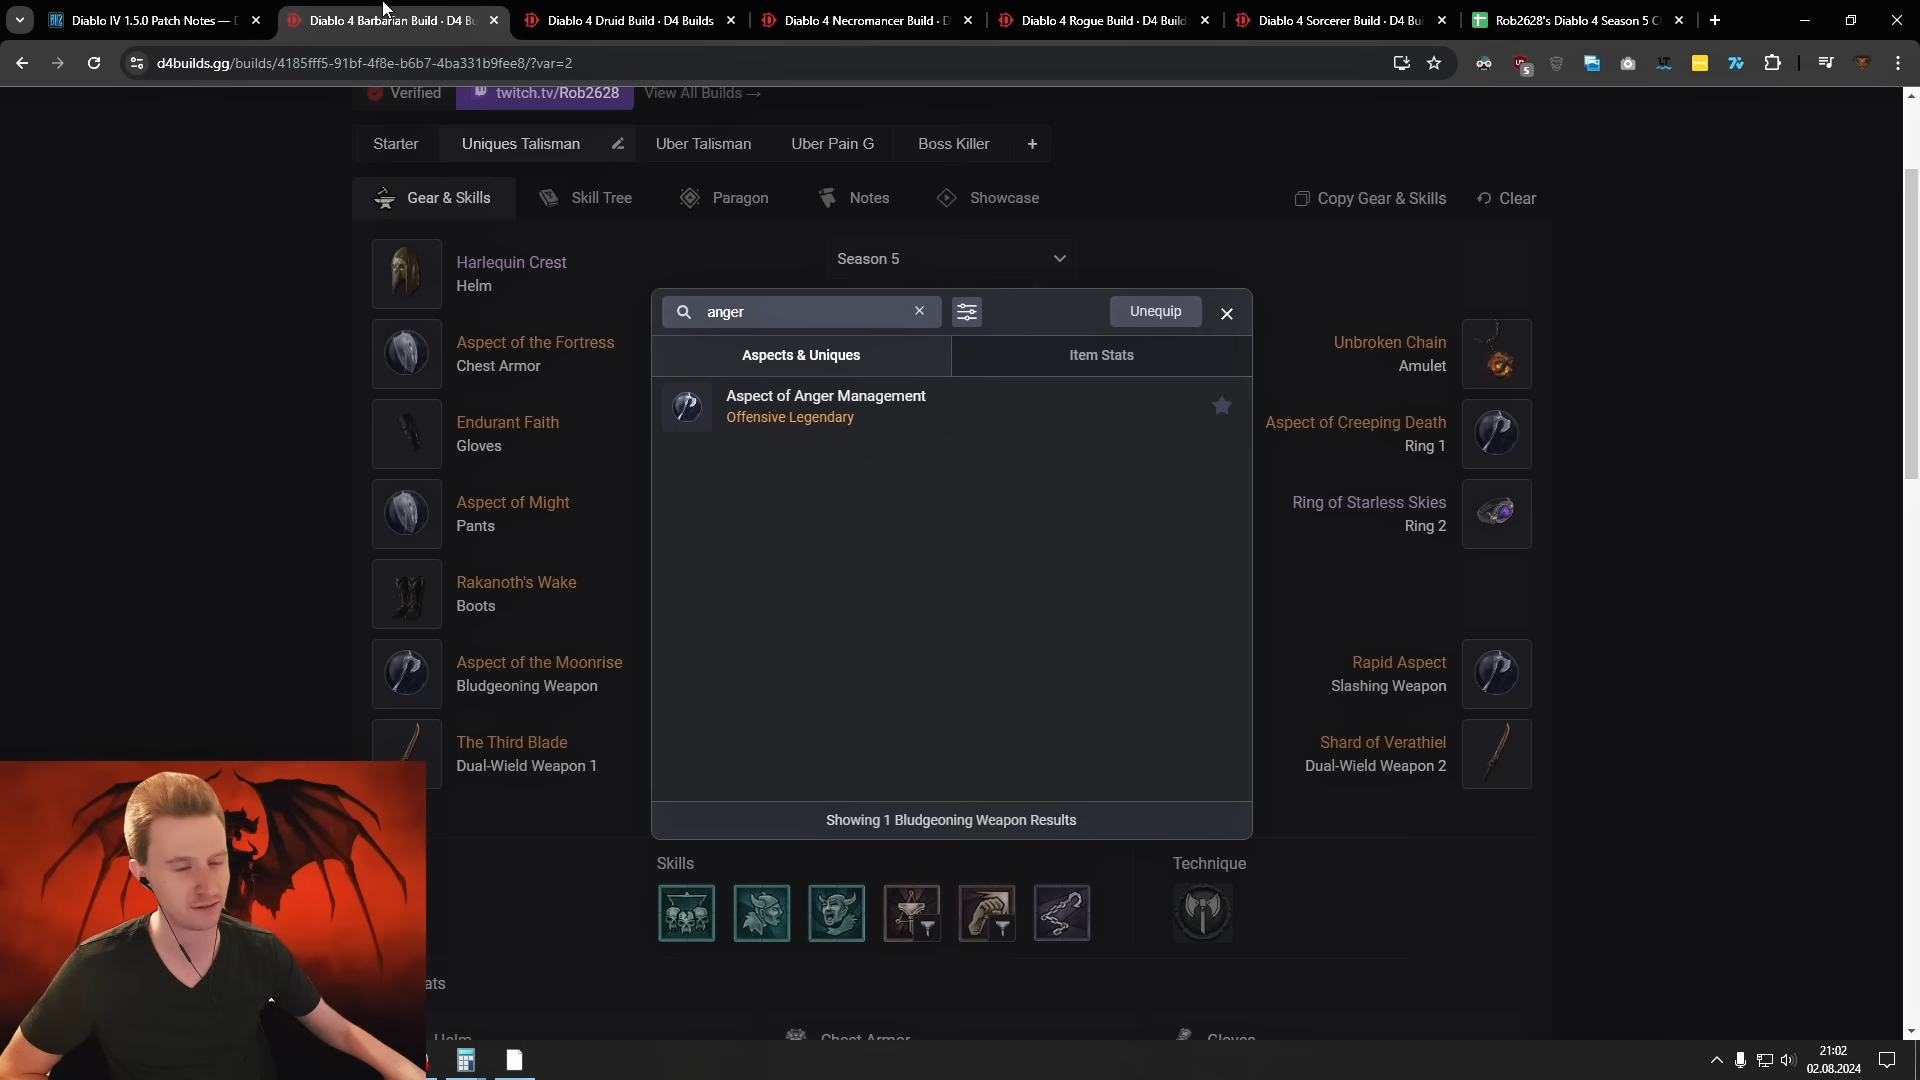 Diablo IV 1.5.0 Patch Notes —
Diablo 4 Barbarian Build · D4 Bu
Diablo 4 Druid Build · D4 Builds
Diablo 4 Necromancer Build · D
Diablo 4 Rogue Build · D4 Build
Diablo 4 Sorcerer Build · D4 Bu
Rob2628's Diablo 4 Season 5 C
d4builds.gg/builds/4185fff5-91bf-4f8e-b6b7-4ba331b9fee8/?var=2
5
Verified
twitch.tv/Rob2628
View All Builds →
Starter
Uniques Talisman
Uber Talisman
Uber Pain G
Boss Killer
+
Gear & Skills
Skill Tree
Paragon
Notes
Showcase
Copy Gear & Skills
Clear
Harlequin Crest
Helm
Season 5
Aspect of the Fortress
Chest Armor
Unbroken Chain
Amulet
Endurant Faith
Gloves
Aspect of Creeping Death
Ring 1
Aspect of Might
Pants
Ring of Starless Skies
Ring 2
Rakanoth's Wake
Boots
Aspect of the Moonrise
Bludgeoning Weapon
Rapid Aspect
Slashing Weapon
The Third Blade
Dual-Wield Weapon 1
Shard of Verathiel
Dual-Wield Weapon 2
anger
Unequip
Aspects & Uniques
Item Stats
Aspect of Anger Management
Offensive Legendary
Showing 1 Bludgeoning Weapon Results
Skills
Technique
ats
Helm
Chest Armor
Gloves
21:02
02.08.2024